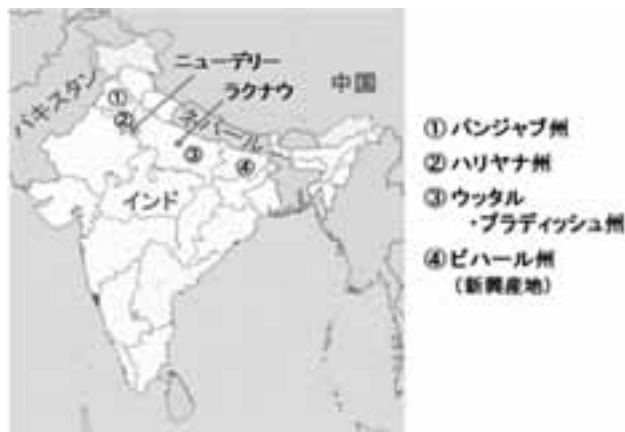 ニューデリー
ラクナウ
中国
パキスタン
ネパール
インド
①
②
③
④
① パンジャブ州
② ハリヤナ州
③ ウッタル
・プラディッシュ州
④ ビハール州
(新興産地)